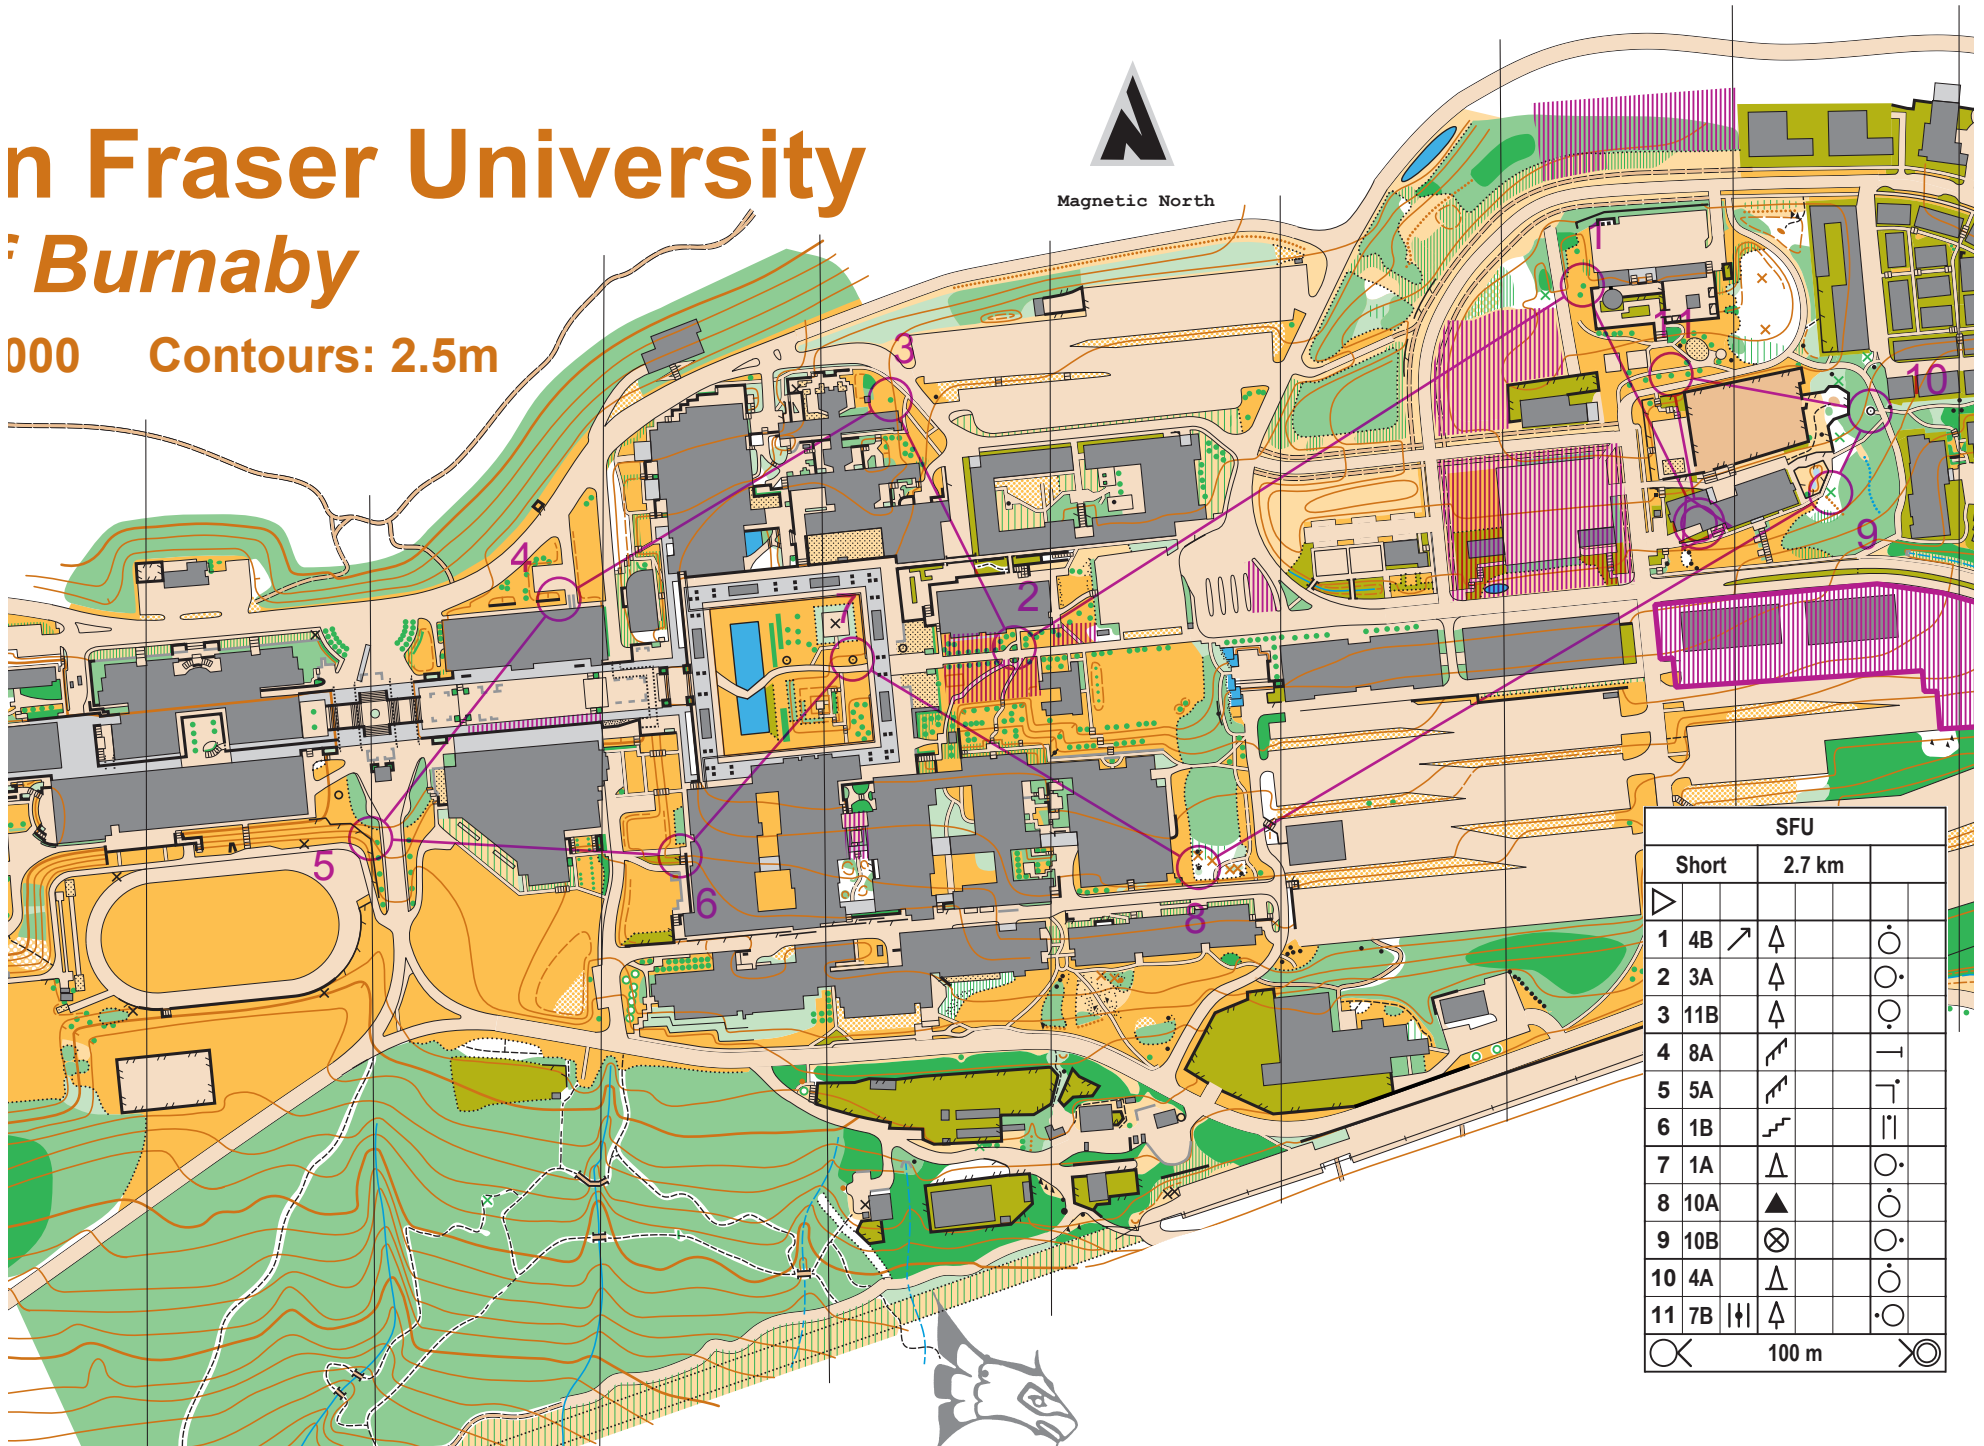 n Fraser University
f Burnaby
000 Contours: 2.5m
Magnetic North
1
2
3
4
5
6
7
8
9
10
11
SFU
Short 2.7 km
1 4B
2 3A
3 11B
4 8A
5 5A
6 1B
7 1A
8 10A
9 10B
10 4A
11 7B
100 m